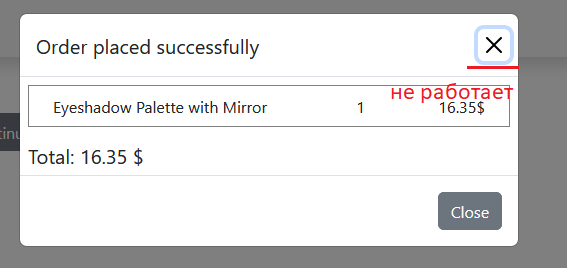 Order placed successfully
не работает
Eyeshadow Palette with Mirror 1 16.35$
Total: 16.35 $
Close